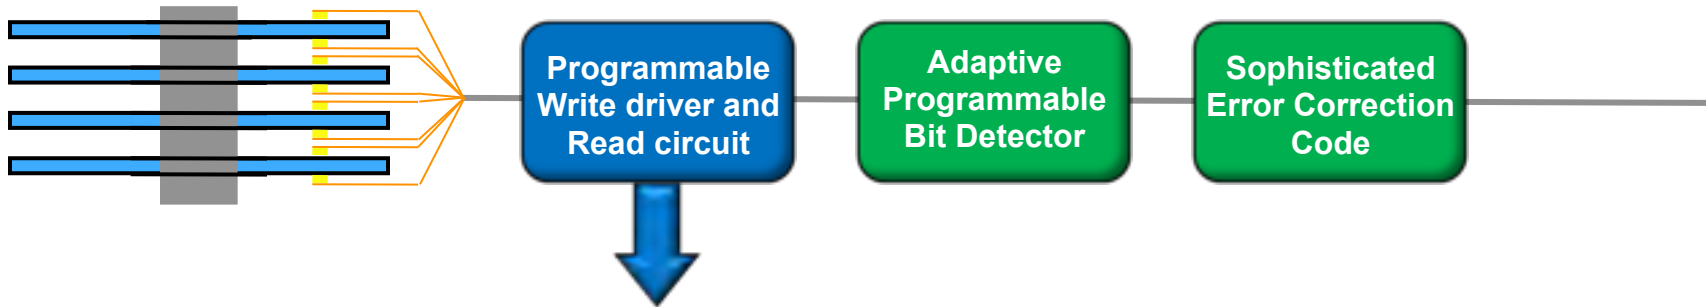 Programmable
Write driver and
Read circuit
Adaptive
Programmable
Bit Detector
Sophisticated
Error Correction
Code